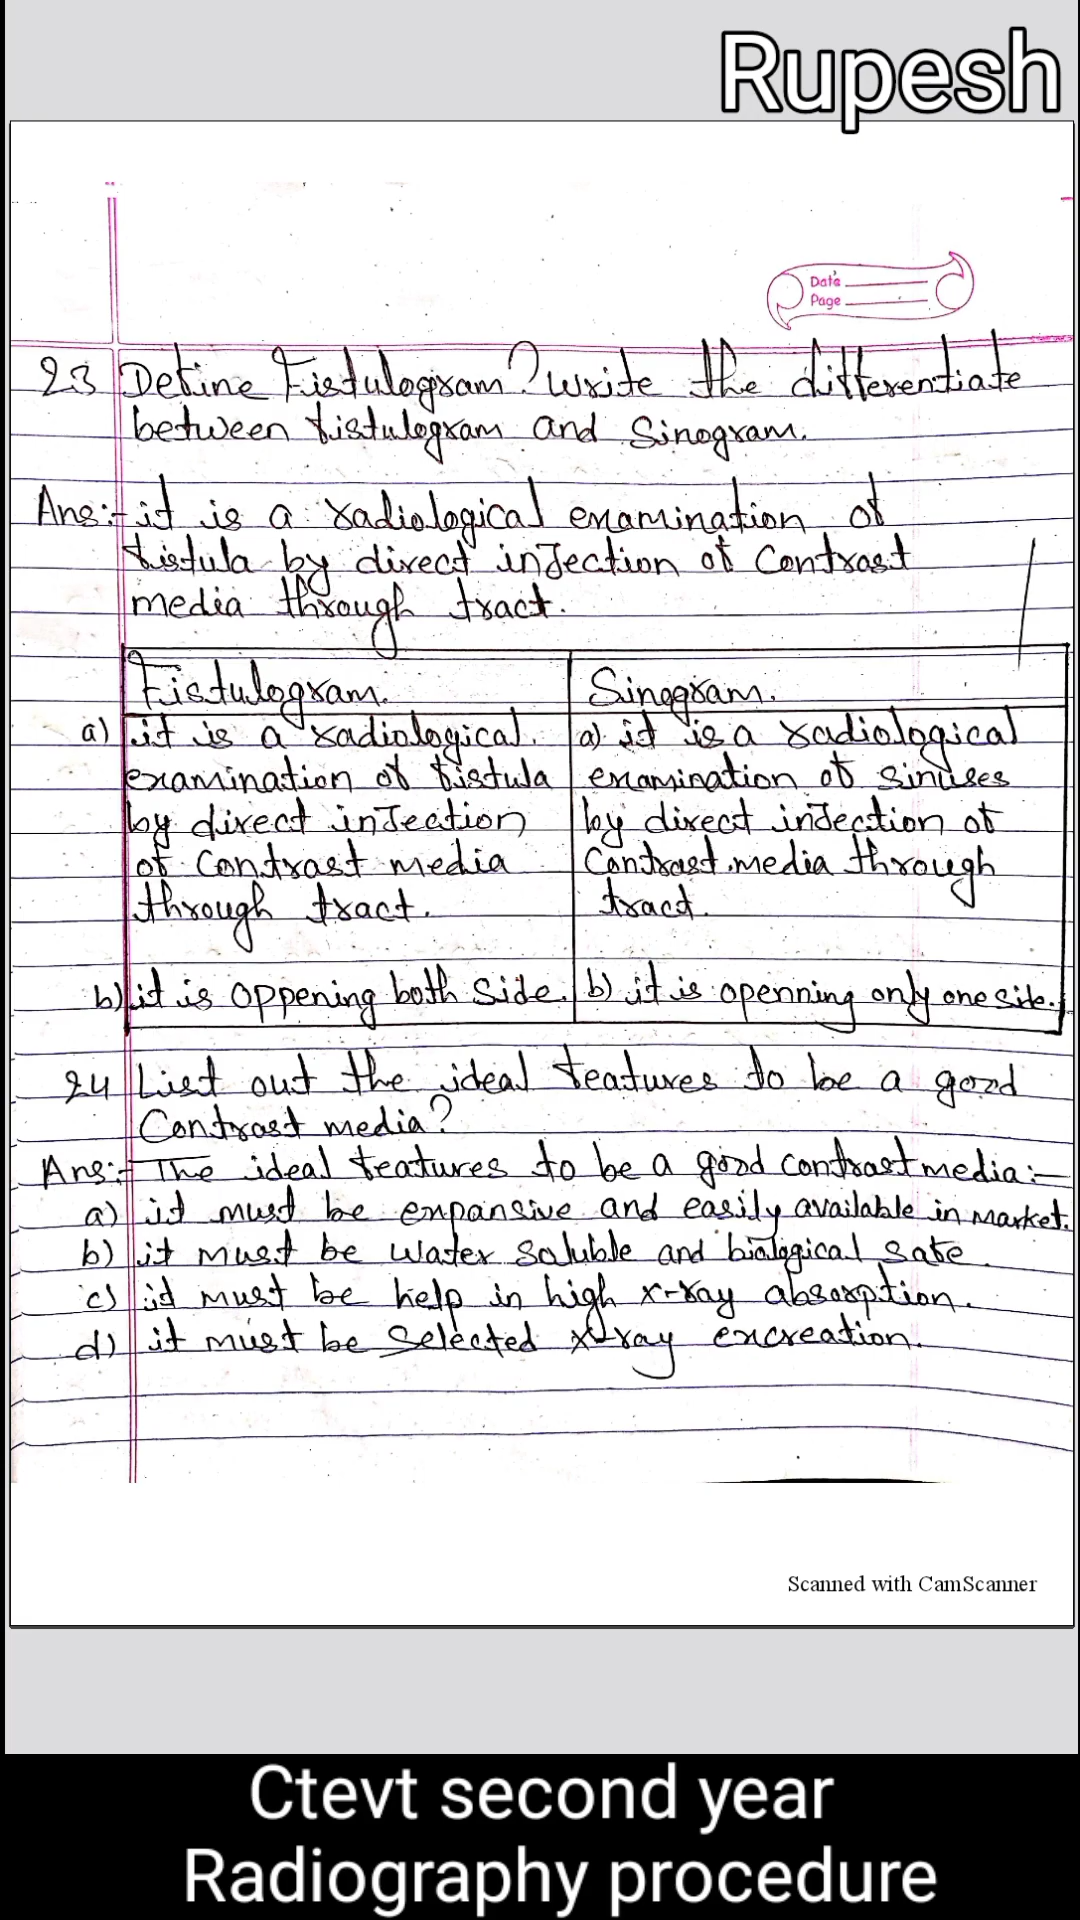 Rupesh
Date
Page
23 Define Fistulogram? write the differentiate
between fistulogram and Sinogram.
Ans:- it is a radiological examination of
fistula by direct injection of Contrast
media through tract.
Fistulogram. Sinogram.
a) it is a radiological. a) it is a radiological
examination of fistula examination of sinuses
by direct injection by direct injection of
of Contrast media Contrast media through
through tract. tract.
b) it is oppening both side. b) it is openning only one site.
24 List out the ideal features to be a good
Contrast media?
Ans:- The ideal features to be a good contrast media:-
a) it must be expansive and easily available in market.
b) it must be water soluble and biological safe.
c) it must be help in high x-ray absorption.
d) it must be selected x-ray excreation.
Scanned with CamScanner
Ctevt second year
Radiography procedure